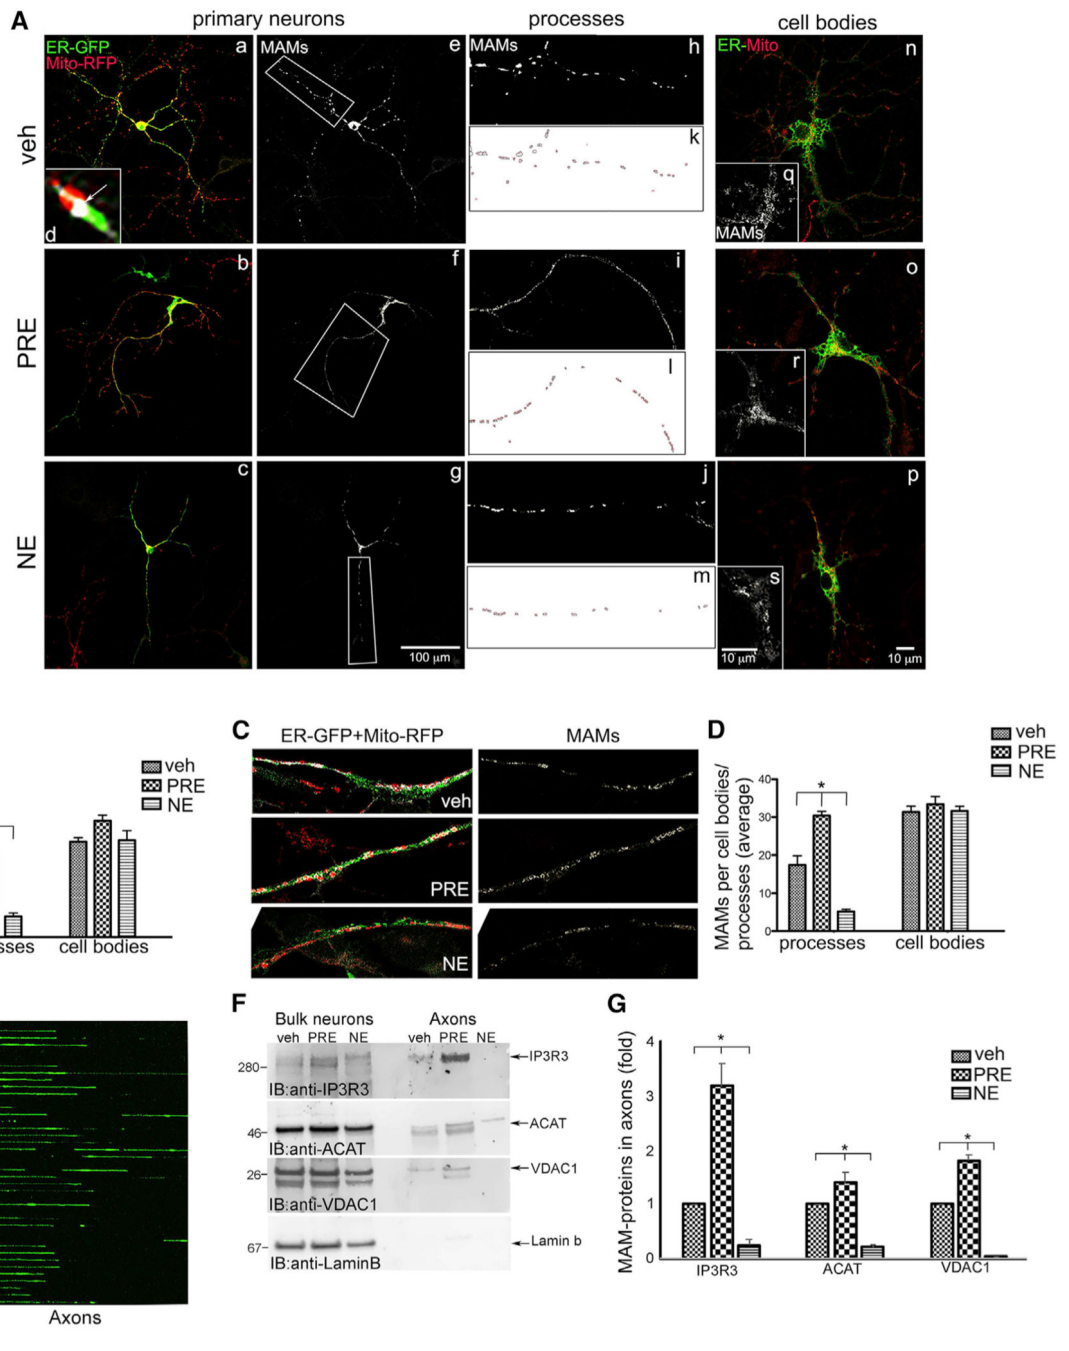 A
primary neurons
processes
cell bodies
ER-GFP
Mito-RFP
a
MAMs
e
MAMs
h
ER-Mito
n
veh
k
q
MAMs
d
b
f
i
o
PRE
l
r
c
g
j
p
NE
m
s
100 µm
10 µm
10 µm
C
ER-GFP+Mito-RFP
MAMs
D
veh
PRE
NE
veh
PRE
NE
veh
PRE
NE
MAMs per cell bodies/
processes (average)
40
30
20
10
0
*
sses
cell bodies
processes
cell bodies
F
Bulk neurons
Axons
veh PRE NE
veh PRE NE
280
IP3R3
IB:anti-IP3R3
46
ACAT
IB:anti-ACAT
26
VDAC1
IB:anti-VDAC1
67
Lamin b
IB:anti-LaminB
Axons
G
MAM-proteins in axons (fold)
4
3
2
1
0
*
*
*
veh
PRE
NE
IP3R3
ACAT
VDAC1